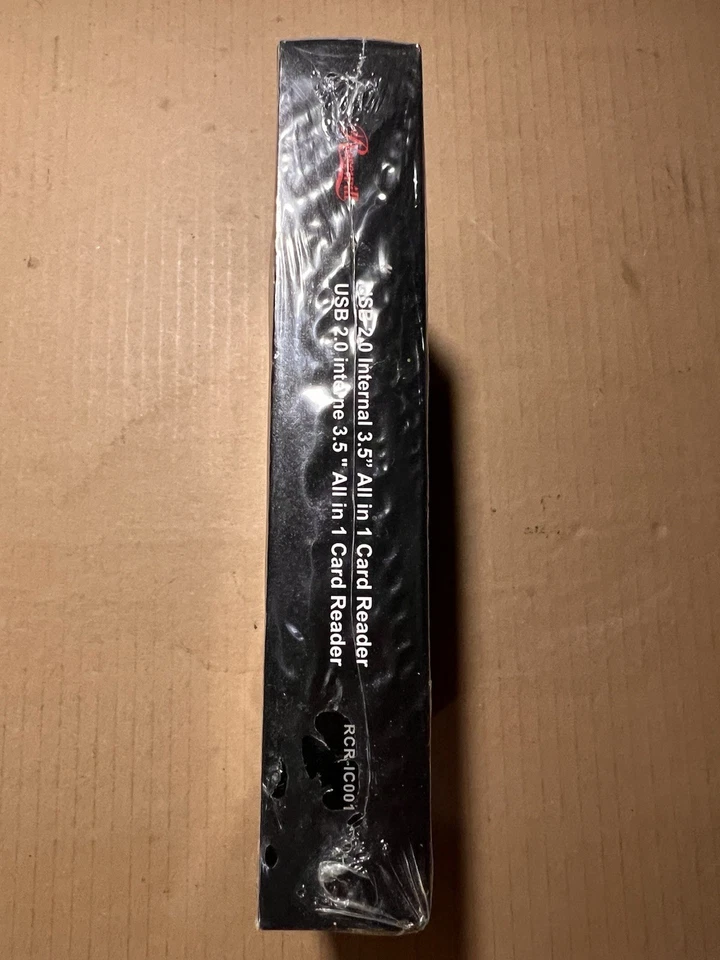 Rosewill
USB 2.0 Internal 3.5” All in 1 Card Reader
USB 2.0 interne 3.5 " All in 1 Card Reader
RCR-IC001